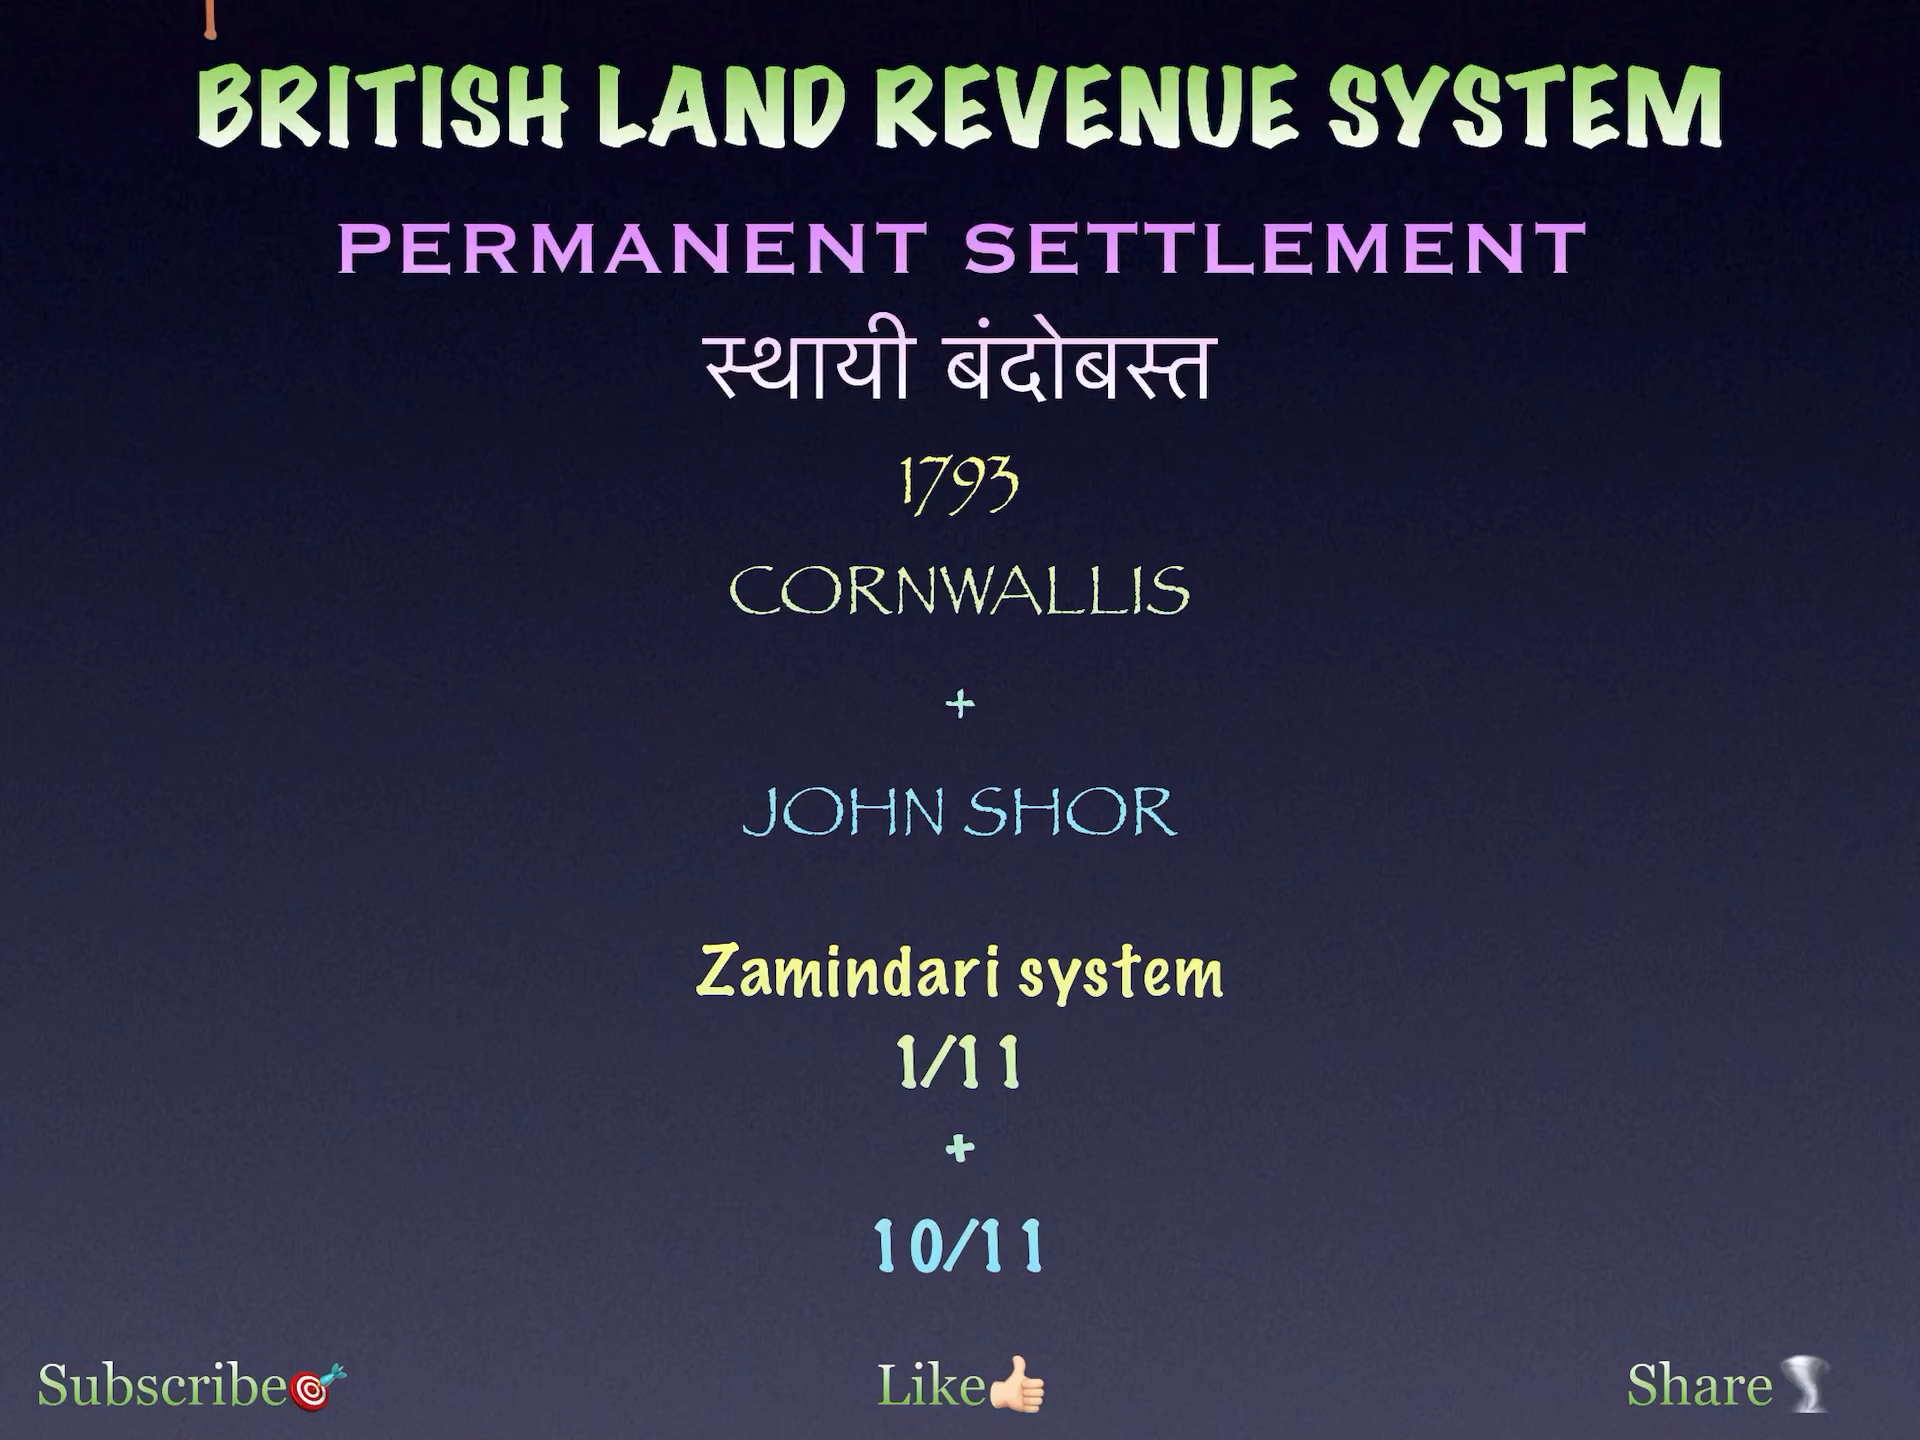 BRITISH LAND REVENUE SYSTEM
PERMANENT SETTLEMENT
स्थायी बंदोबस्त
1793
CORNWALLIS
+
JOHN SHOR
Zamindari system
1/11
+
10/11
Subscribe🎯 Like👍🏻 Share🌪